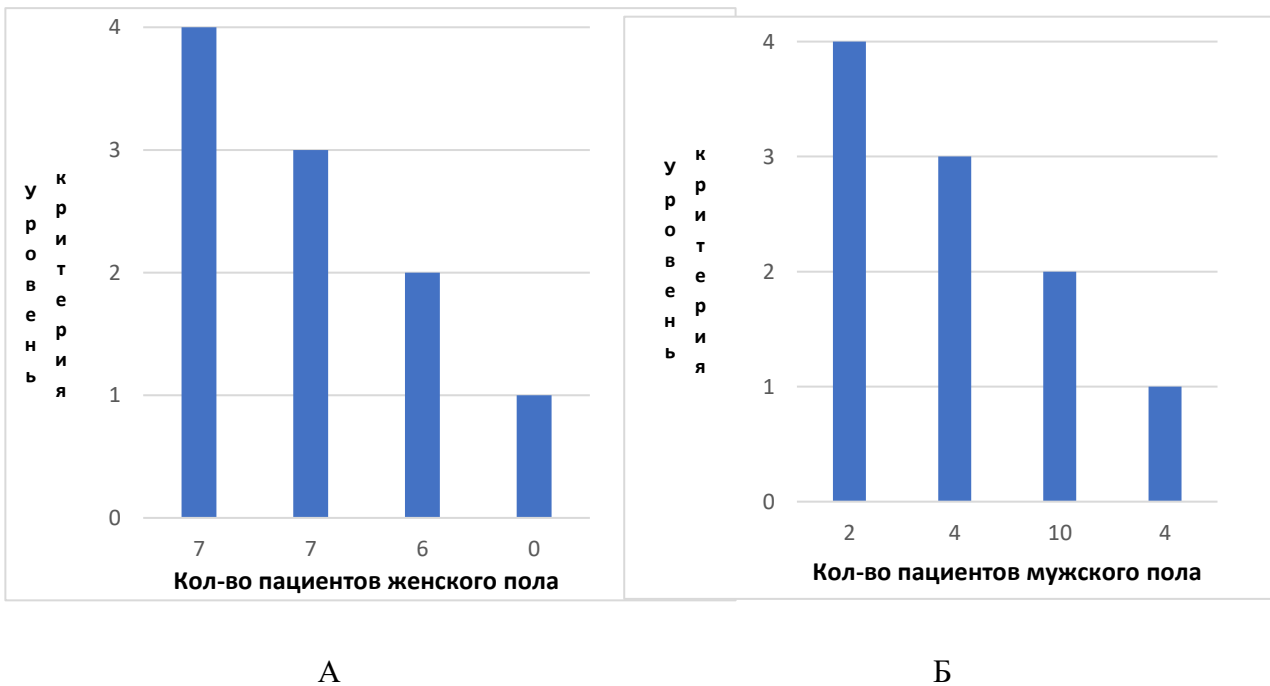 4
3
2
1
0
Уровень
критерия
7 7 6 0
Кол-во пациентов женского пола
4
3
2
1
0
Уровень
критерия
2 4 10 4
Кол-во пациентов мужского пола
А
Б